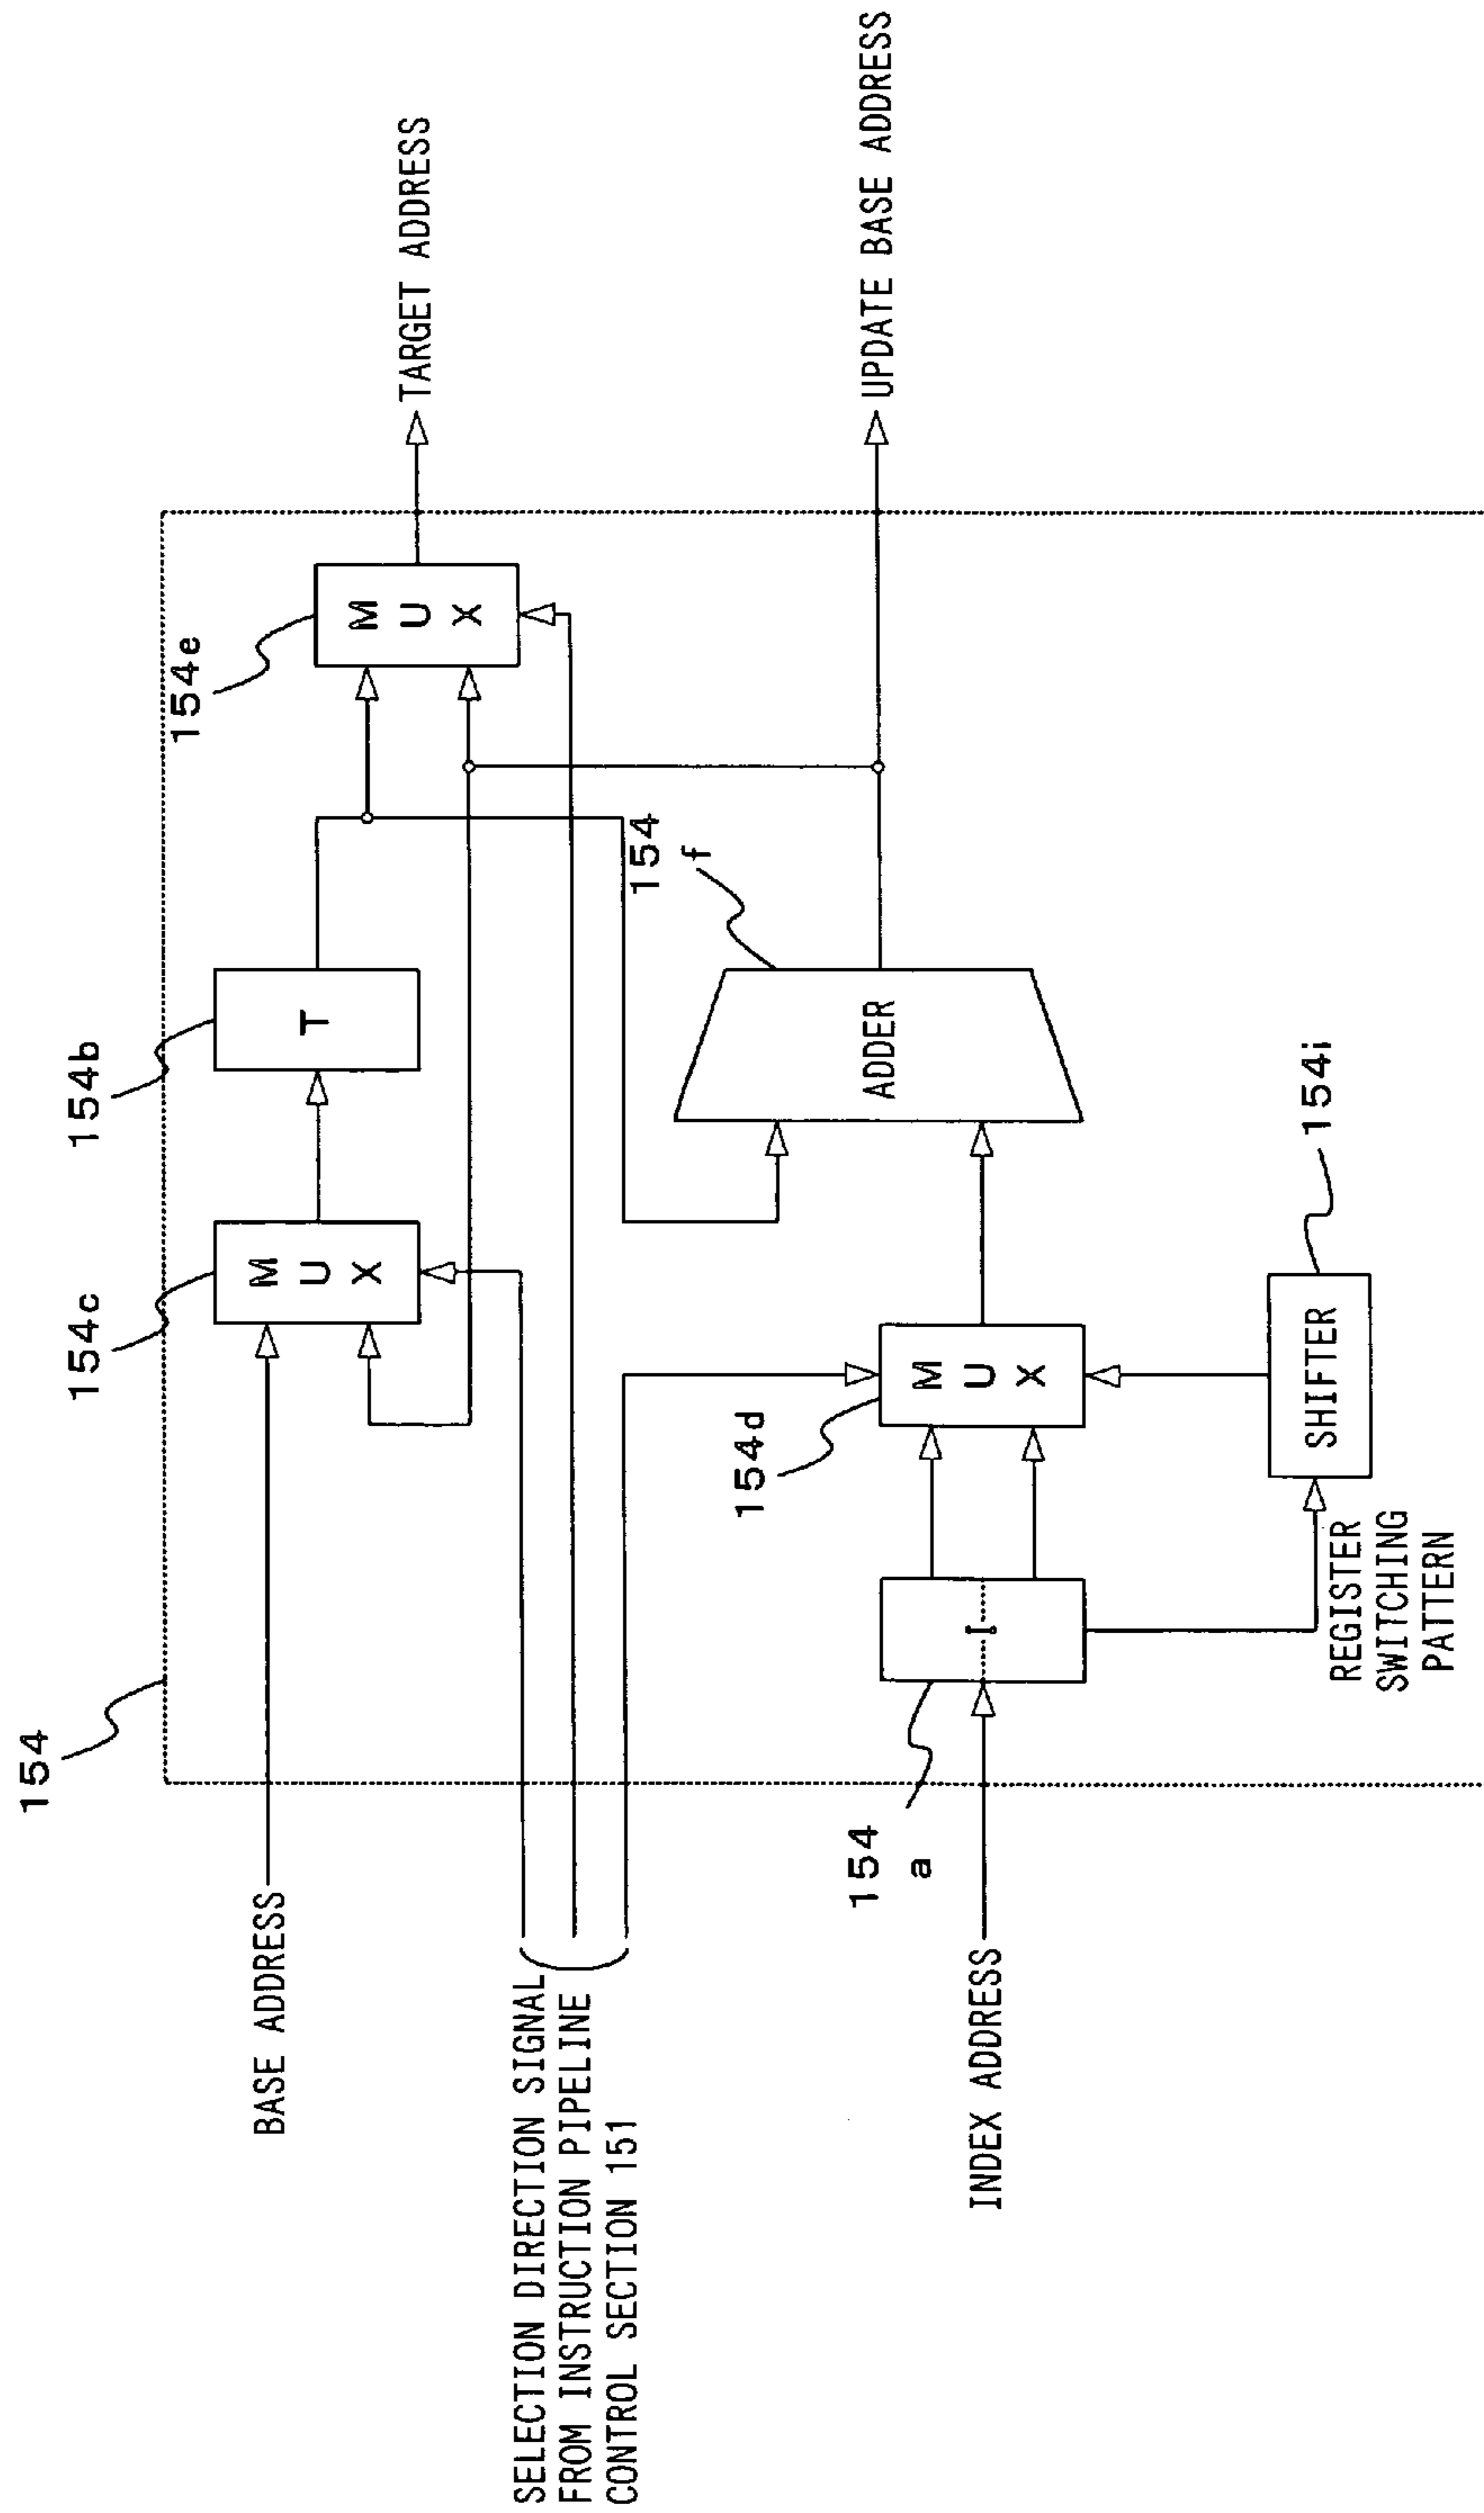 154
154c
154b
154e
BASE ADDRESS
M
U
X
T
M
U
X
TARGET ADDRESS
SELECTION DIRECTION SIGNAL
FROM INSTRUCTION PIPELINE
CONTROL SECTION 151
154
f
154d
154
a
INDEX ADDRESS
I
M
U
X
ADDER
UPDATE BASE ADDRESS
REGISTER
SWITCHING
PATTERN
SHIFTER
154i